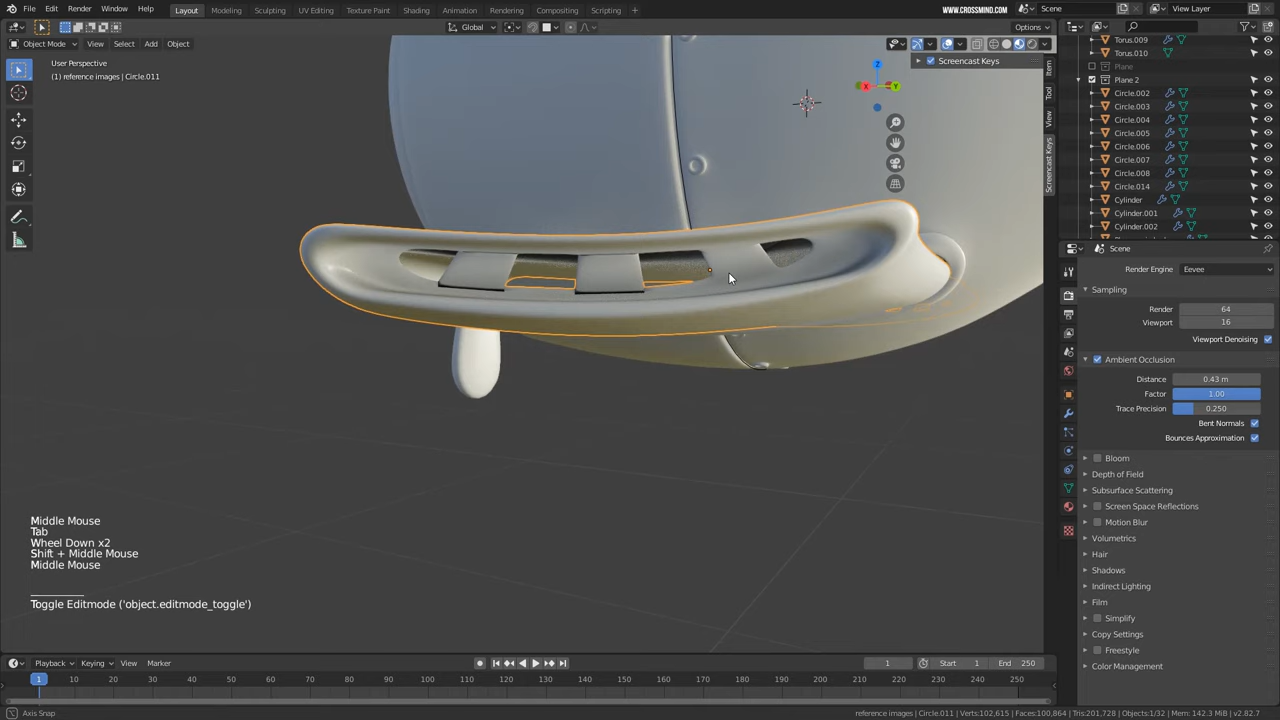 File Edit Render Window Help Layout Modeling Sculpting UV Editing Texture Paint Shading Animation Rendering Compositing Scripting + WWW.CROSSMIND.COM Scene View Layer
Global Options
Object Mode View Select Add Object
User Perspective
(1) reference images | Circle.011
Screencast Keys
Z
X
Y
Item
Tool
View
Screencast Keys
Torus.009
Torus.010
Plane
Plane 2
Circle.002
Circle.003
Circle.004
Circle.005
Circle.006
Circle.007
Circle.008
Circle.014
Cylinder
Cylinder.001
Cylinder.002
Scene
Render Engine Eevee
Sampling
Render 64
Viewport 16
Viewport Denoising
Ambient Occlusion
Distance 0.43 m
Factor 1.00
Trace Precision 0.250
Bent Normals
Bounces Approximation
Bloom
Depth of Field
Subsurface Scattering
Screen Space Reflections
Motion Blur
Volumetrics
Hair
Shadows
Indirect Lighting
Film
Simplify
Copy Settings
Freestyle
Color Management
Middle Mouse
Tab
Wheel Down x2
Shift + Middle Mouse
Middle Mouse
Toggle Editmode ('object.editmode_toggle')
Playback Keying View Marker 1 Start 1 End 250
1 10 20 30 40 50 60 70 80 90 100 110 120 130 140 150 160 170 180 190 200 210 220 230 240 250
Axis Snap reference images | Circle.011 | Verts:102,615 | Faces:100,864 | Tris:201,728 | Objects:1/32 | Mem: 142.3 MiB | v2.82.7